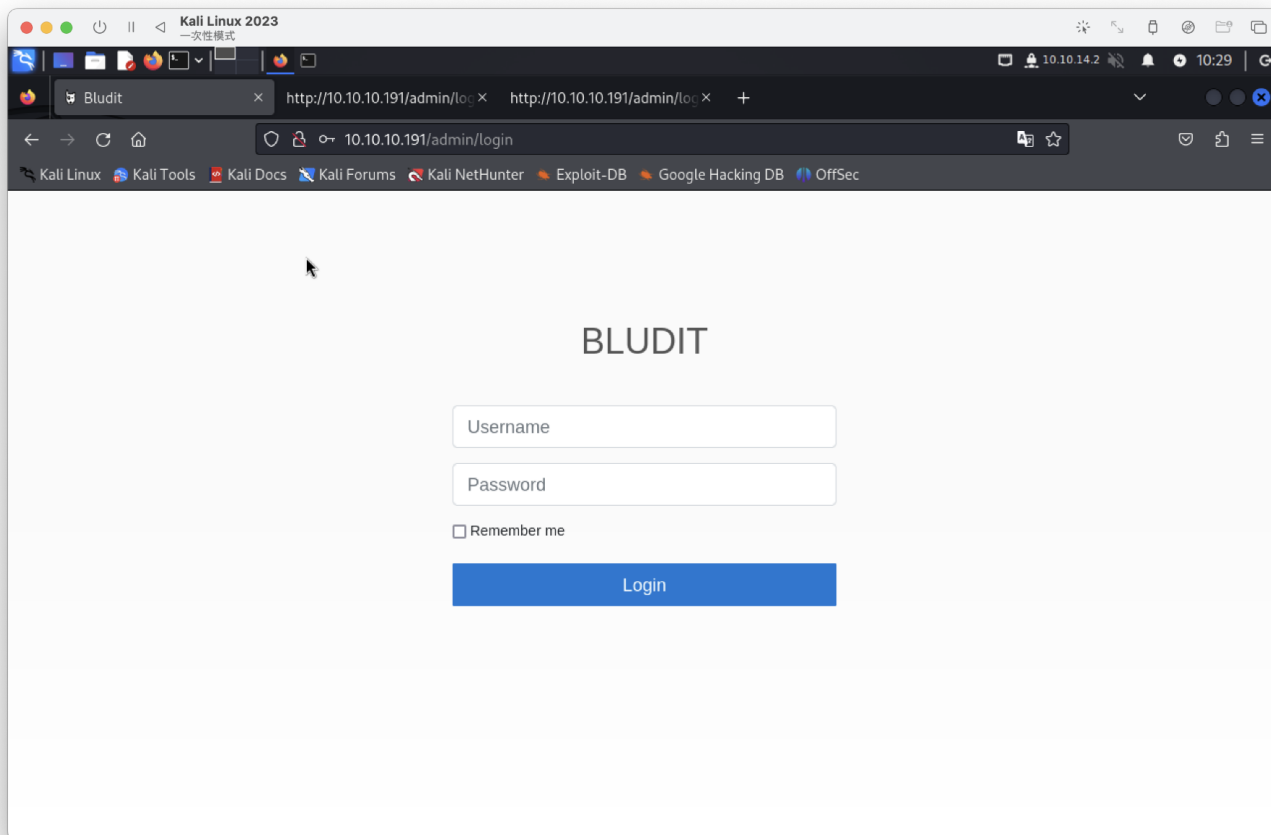 Kali Linux 2023
一次性模式
10.10.14.2 10:29
Bludit http://10.10.10.191/admin/log http://10.10.10.191/admin/log
10.10.10.191/admin/login
Kali Linux Kali Tools Kali Docs Kali Forums Kali NetHunter Exploit-DB Google Hacking DB OffSec
BLUDIT
Username
Password
Remember me
Login